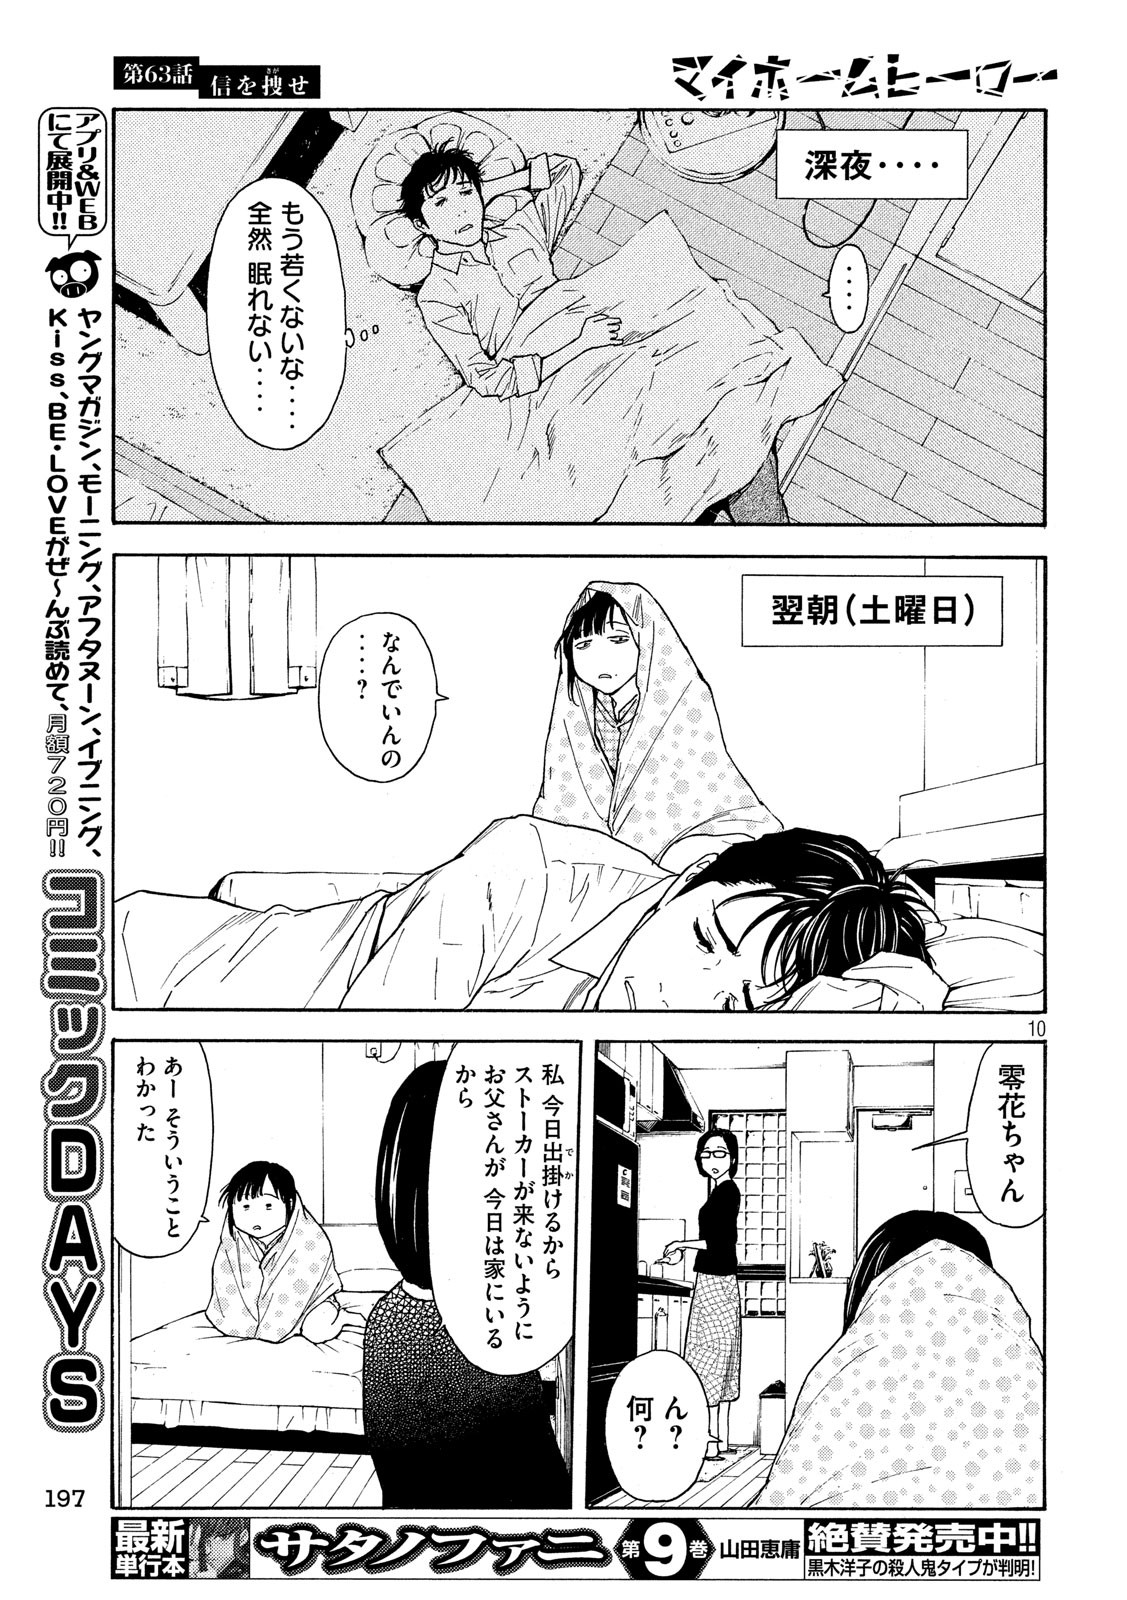 マイホームヒーロー
第63話
信を捜せ
さが
深夜‥‥
‥‥
もう若くないな‥‥
全然 眠れない‥‥
翌朝(土曜日)
なんでいんの
‥‥?
10
零花ちゃん
ん?
何?
私 今日出掛けるから
でか
ストーカーが来ないように
お父さんが 今日は家にいる
から
あー そういうこと
わかった
アプリ&WEB
にて展開中!!
ヤングマガジン、モーニング、アフタヌーン、イブニング、
Kiss、BE・LOVEがぜ〜んぶ読めて、月額720円!!
コミックDAYS
197
最新
単行本
サタノファニ
第9巻
山田恵庸
絶賛発売中!!
黒木洋子の殺人鬼タイプが判明!